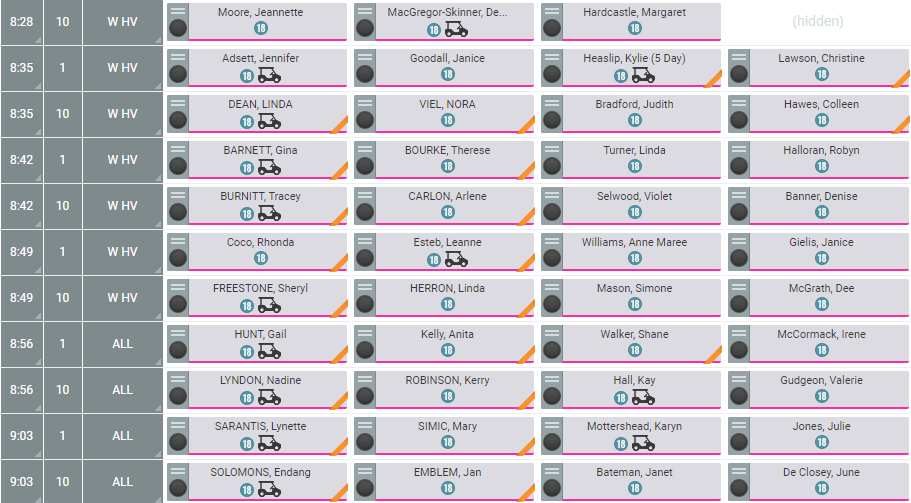 8:28 10 W HV Moore, Jeannette MacGregor-Skinner, De... Hardcastle, Margaret (hidden)
18 18 18
8:35 1 W HV Adsett, Jennifer Goodall, Janice Heaslip, Kylie (5 Day) Lawson, Christine
18 18 18 18
8:35 10 W HV DEAN, LINDA VIEL, NORA Bradford, Judith Hawes, Colleen
18 18 18 18
8:42 1 W HV BARNETT, Gina BOURKE, Therese Turner, Linda Halloran, Robyn
18 18 18 18
8:42 10 W HV BURNITT, Tracey CARLON, Arlene Selwood, Violet Banner, Denise
18 18 18 18
8:49 1 W HV Coco, Rhonda Esteb, Leanne Williams, Anne Maree Gielis, Janice
18 18 18 18
8:49 10 W HV FREESTONE, Sheryl HERRON, Linda Mason, Simone McGrath, Dee
18 18 18 18
8:56 1 ALL HUNT, Gail Kelly, Anita Walker, Shane McCormack, Irene
18 18 18 18
8:56 10 ALL LYNDON, Nadine ROBINSON, Kerry Hall, Kay Gudgeon, Valerie
18 18 18 18
9:03 1 ALL SARANTIS, Lynette SIMIC, Mary Mottershead, Karyn Jones, Julie
18 18 18 18
9:03 10 ALL SOLOMONS, Endang EMBLEM, Jan Bateman, Janet De Closey, June
18 18 18 18